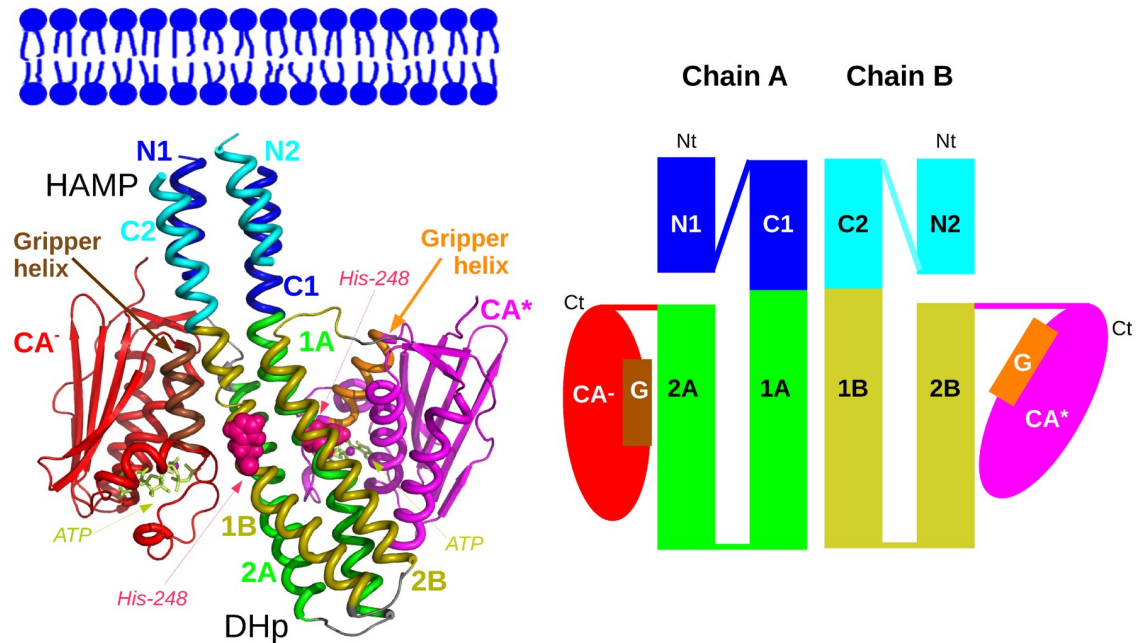 N1
N2
HAMP
C2
Gripper
helix
Gripper
helix
His-248
C1
CA*
1A
CA-
ATP
1B
ATP
2A
2B
His-248
DHp
Chain A
Chain B
Nt
Nt
N1
C1
C2
N2
Ct
Ct
CA-
G
2A
1A
1B
2B
G
CA*